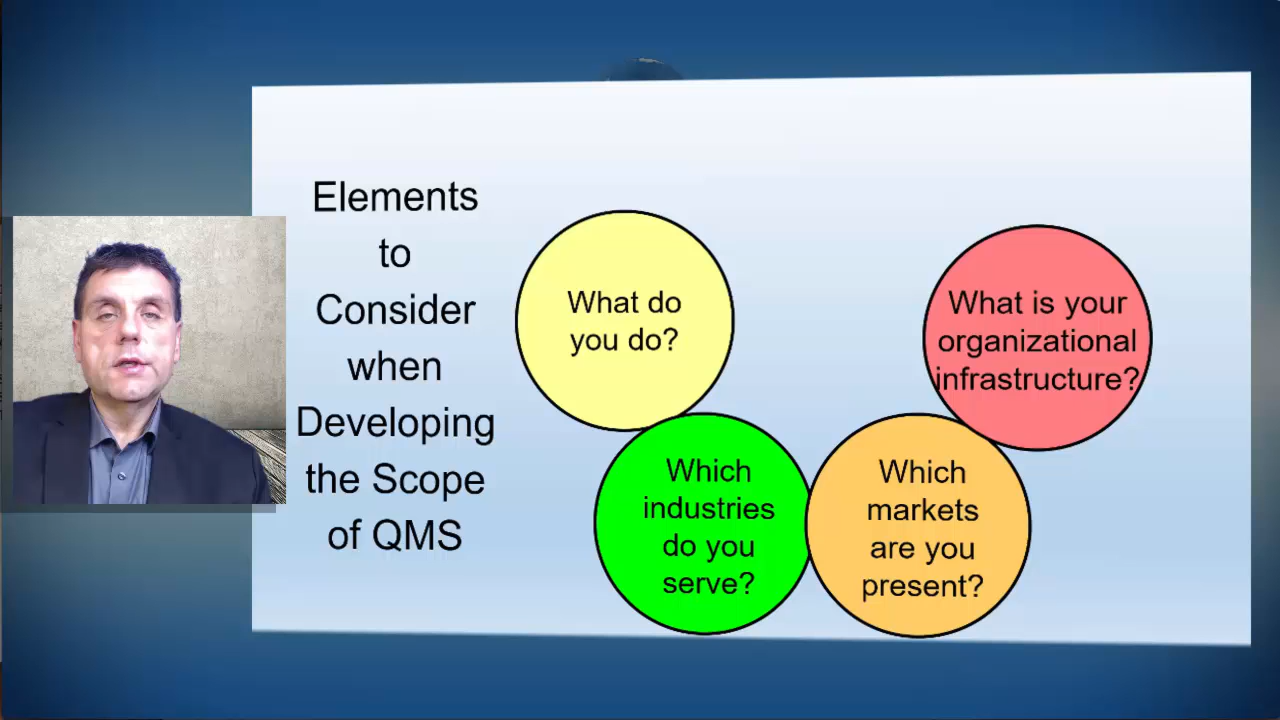 Elements
to
Consider
when
Developing
the Scope
of QMS
What do
you do?
Which
industries
do you
serve?
Which
markets
are you
present?
What is your
organizational
infrastructure?